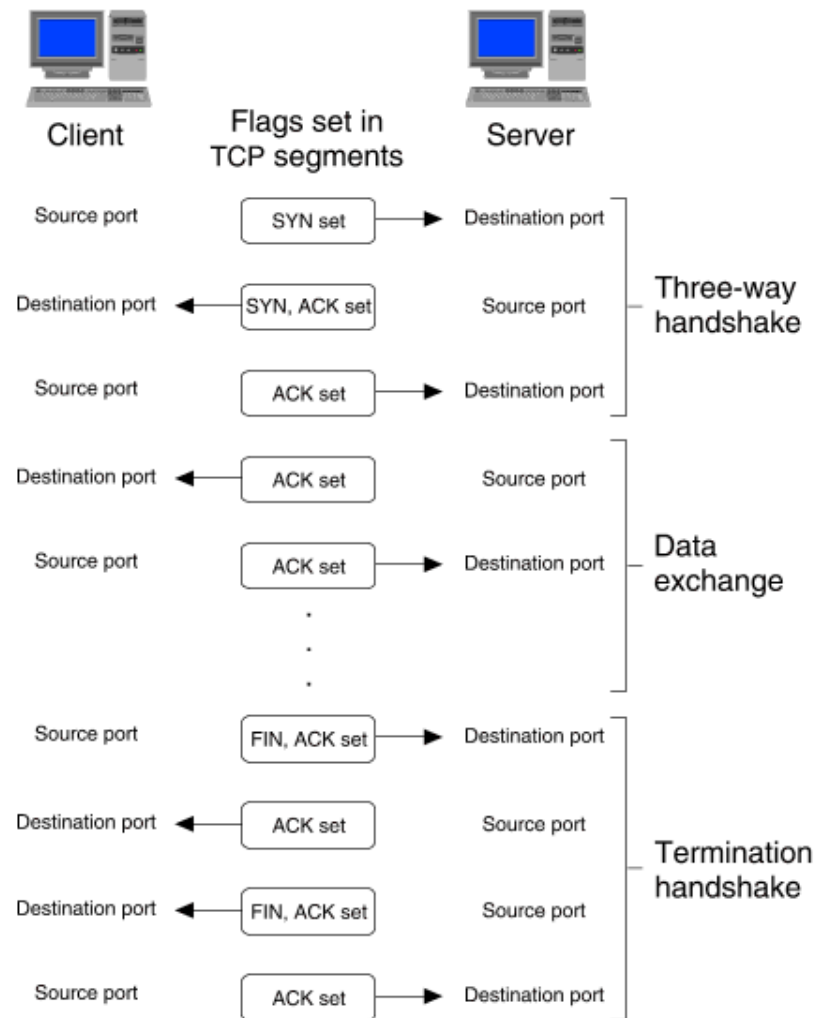 Client
Flags set in
TCP segments
Server
Source port
SYN set
Destination port
Destination port
SYN, ACK set
Source port
Source port
ACK set
Destination port
Three-way
handshake
Destination port
ACK set
Source port
Source port
ACK set
Destination port
Data
exchange
Source port
FIN, ACK set
Destination port
Destination port
ACK set
Source port
Destination port
FIN, ACK set
Source port
Source port
ACK set
Destination port
Termination
handshake